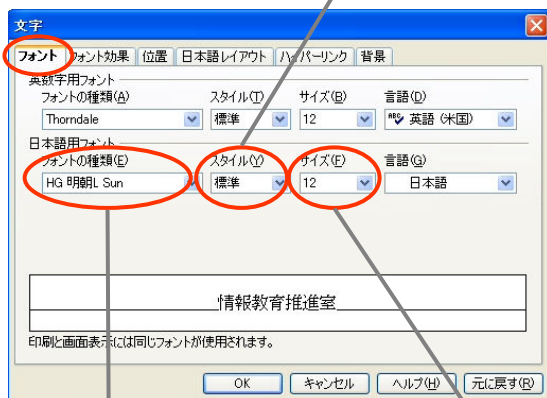 文字
フォント フォント効果 位置 日本語レイアウト ハイパーリンク 背景
英数字用フォント
フォントの種類(A) スタイル(T) サイズ(B) 言語(D)
Thorndale 標準 12 英語 (米国)
日本語用フォント
フォントの種類(E) スタイル(Y) サイズ(F) 言語(G)
HG 明朝L Sun 標準 12 日本語
情報教育推進室
印刷と画面表示には同じフォントが使用されます。
OK キャンセル ヘルプ(H) 元に戻す(R)